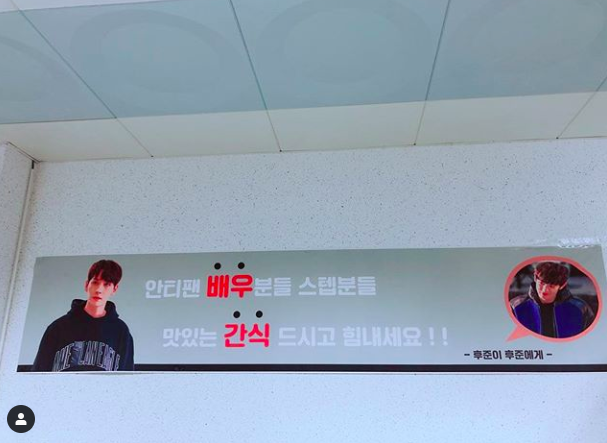 안티팬 배우분들 스텝분들
맛있는 간식 드시고 힘내세요 ! !
- 후준이 후준에게 -